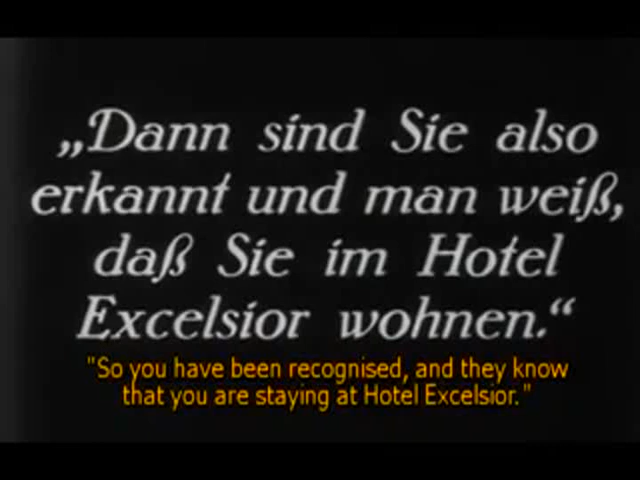 „Dann sind Sie also
erkannt und man weiß,
daß Sie im Hotel
Excelsior wohnen.“
"So you have been recognised, and they know
that you are staying at Hotel Excelsior."